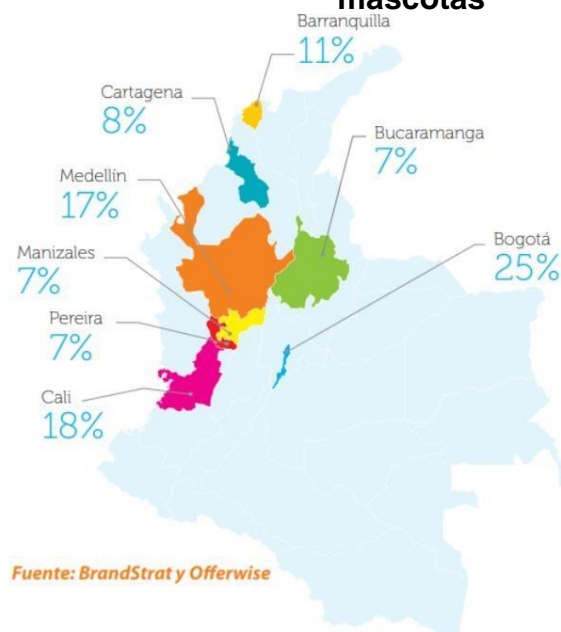 mascotas
Barranquilla
11%
Cartagena
8%
Bucaramanga
7%
Medellín
17%
Bogotá
25%
Manizales
7%
Pereira
7%
Cali
18%
Fuente: BrandStrat y Offerwise